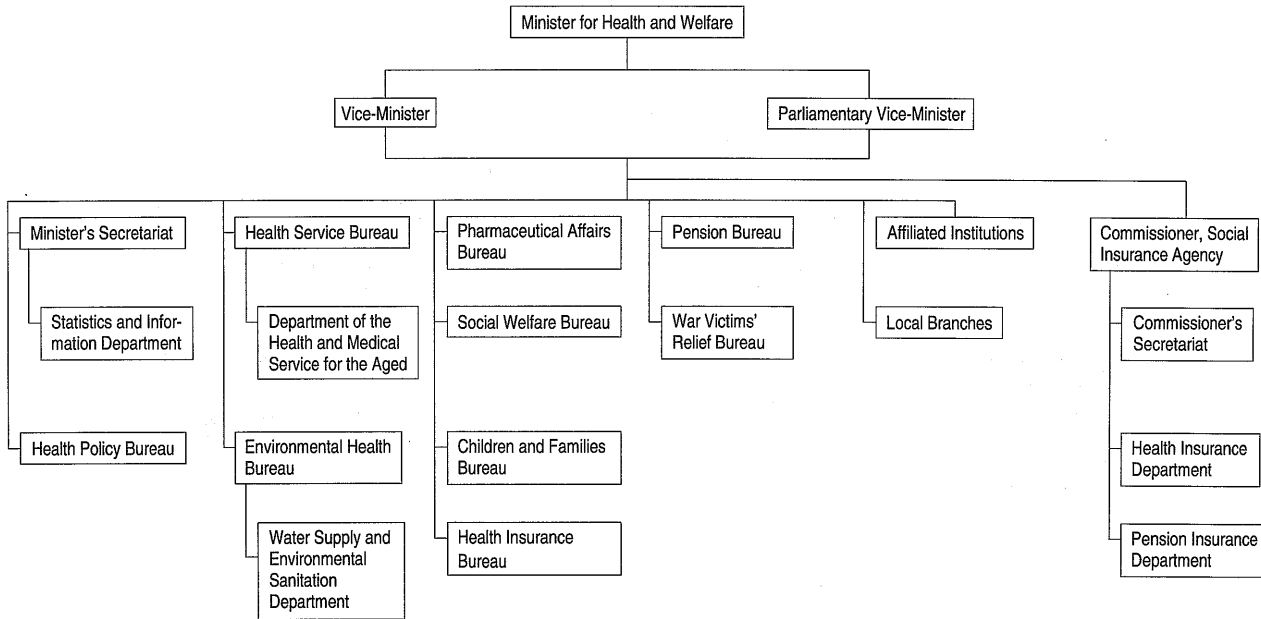 Minister for Health and Welfare
Vice-Minister
Parliamentary Vice-Minister
Minister's Secretariat
Statistics and Infor-
mation Department
Health Policy Bureau
Health Service Bureau
Department of the
Health and Medical
Service for the Aged
Environmental Health
Bureau
Water Supply and
Environmental
Sanitation
Department
Pharmaceutical Affairs
Bureau
Social Welfare Bureau
Children and Families
Bureau
Health Insurance
Bureau
Pension Bureau
War Victims'
Relief Bureau
Affiliated Institutions
Local Branches
Commissioner, Social
Insurance Agency
Commissioner's
Secretariat
Health Insurance
Department
Pension Insurance
Department